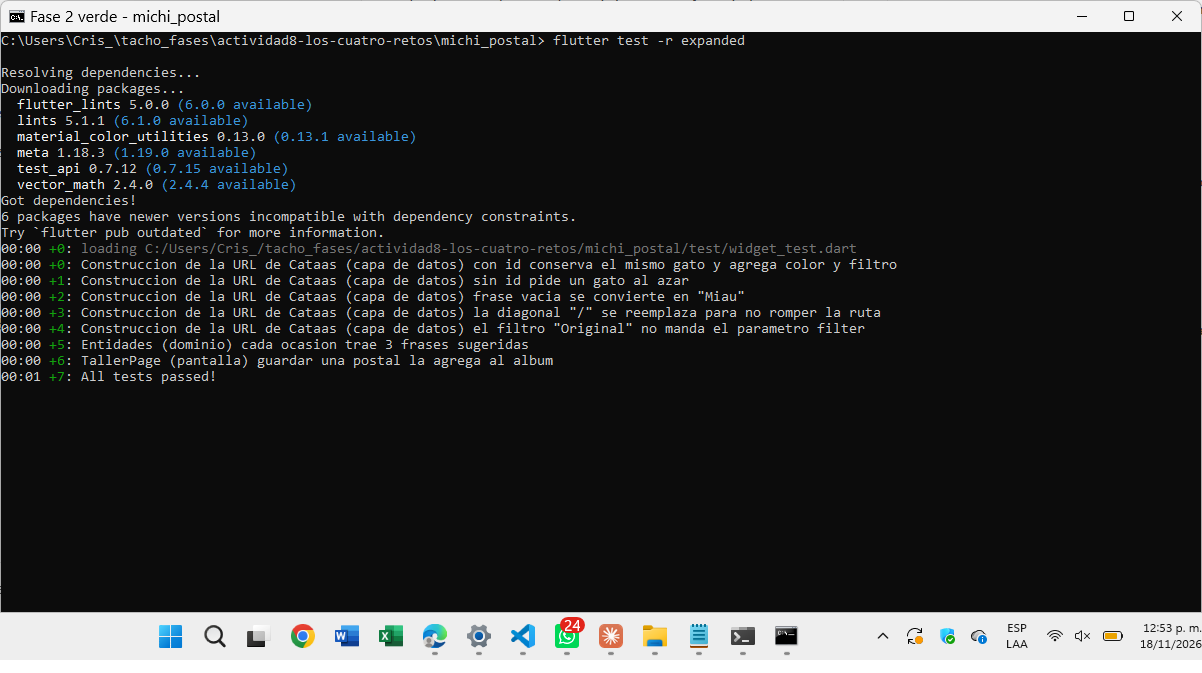 Fase 2 verde - michi_postal
C:\Users\Cris_\tacho_fases\actividad8-los-cuatro-retos\michi_postal> flutter test -r expanded
Resolving dependencies...
Downloading packages...
flutter_lints 5.0.0 (6.0.0 available)
lints 5.1.1 (6.1.0 available)
material_color_utilities 0.13.0 (0.13.1 available)
meta 1.18.3 (1.19.0 available)
test_api 0.7.12 (0.7.15 available)
vector_math 2.4.0 (2.4.4 available)
Got dependencies!
6 packages have newer versions incompatible with dependency constraints.
Try `flutter pub outdated` for more information.
00:00 +0: loading C:/Users/Cris_/tacho_fases/actividad8-los-cuatro-retos/michi_postal/test/widget_test.dart
00:00 +0: Construccion de la URL de Cataas (capa de datos) con id conserva el mismo gato y agrega color y filtro
00:00 +1: Construccion de la URL de Cataas (capa de datos) sin id pide un gato al azar
00:00 +2: Construccion de la URL de Cataas (capa de datos) frase vacia se convierte en "Miau"
00:00 +3: Construccion de la URL de Cataas (capa de datos) la diagonal "/" se reemplaza para no romper la ruta
00:00 +4: Construccion de la URL de Cataas (capa de datos) el filtro "Original" no manda el parametro filter
00:00 +5: Entidades (dominio) cada ocasion trae 3 frases sugeridas
00:00 +6: TallerPage (pantalla) guardar una postal la agrega al album
00:01 +7: All tests passed!
24
ESP
LAA
12:53 p. m.
18/11/2026